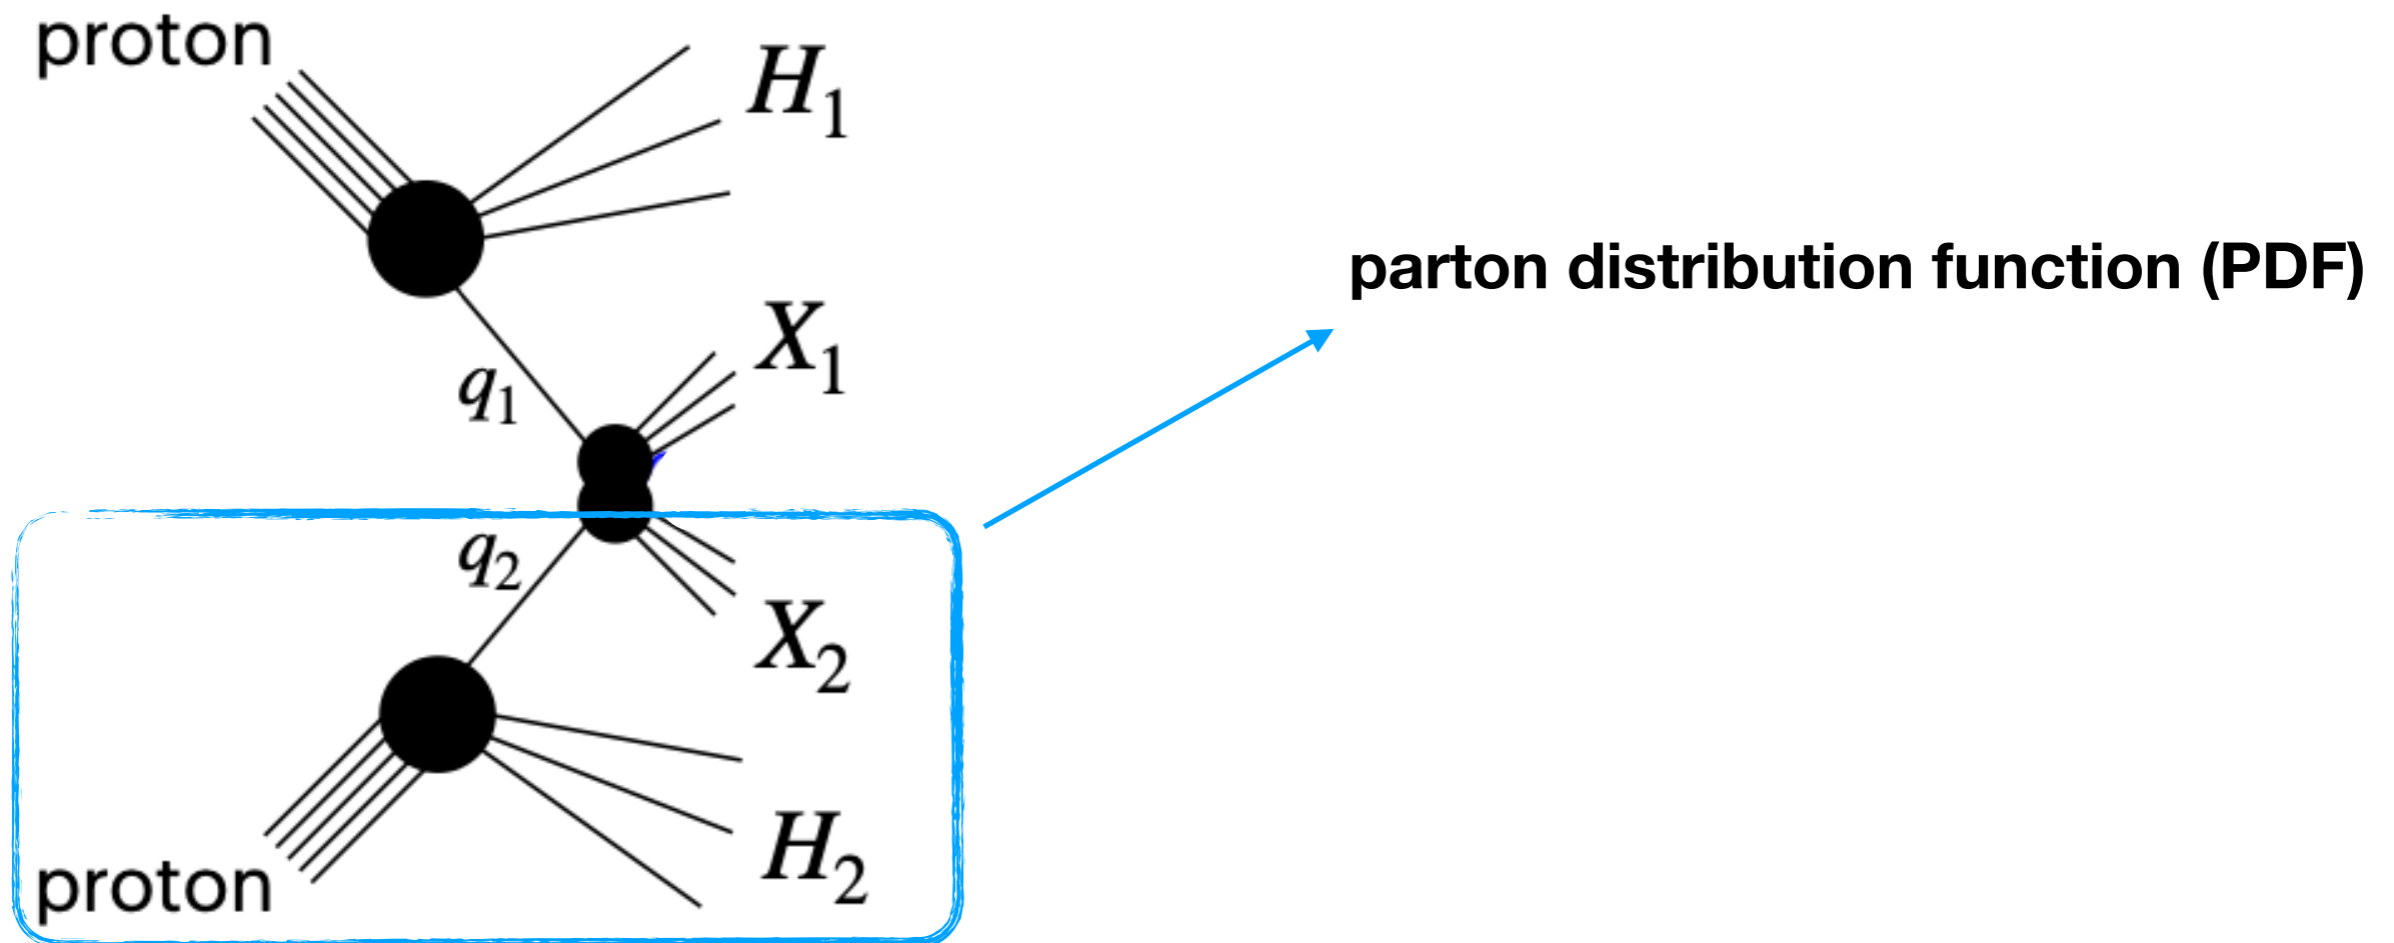 proton
H₁
parton distribution function (PDF)
X₁
q₁
q₂
X₂
H₂
proton